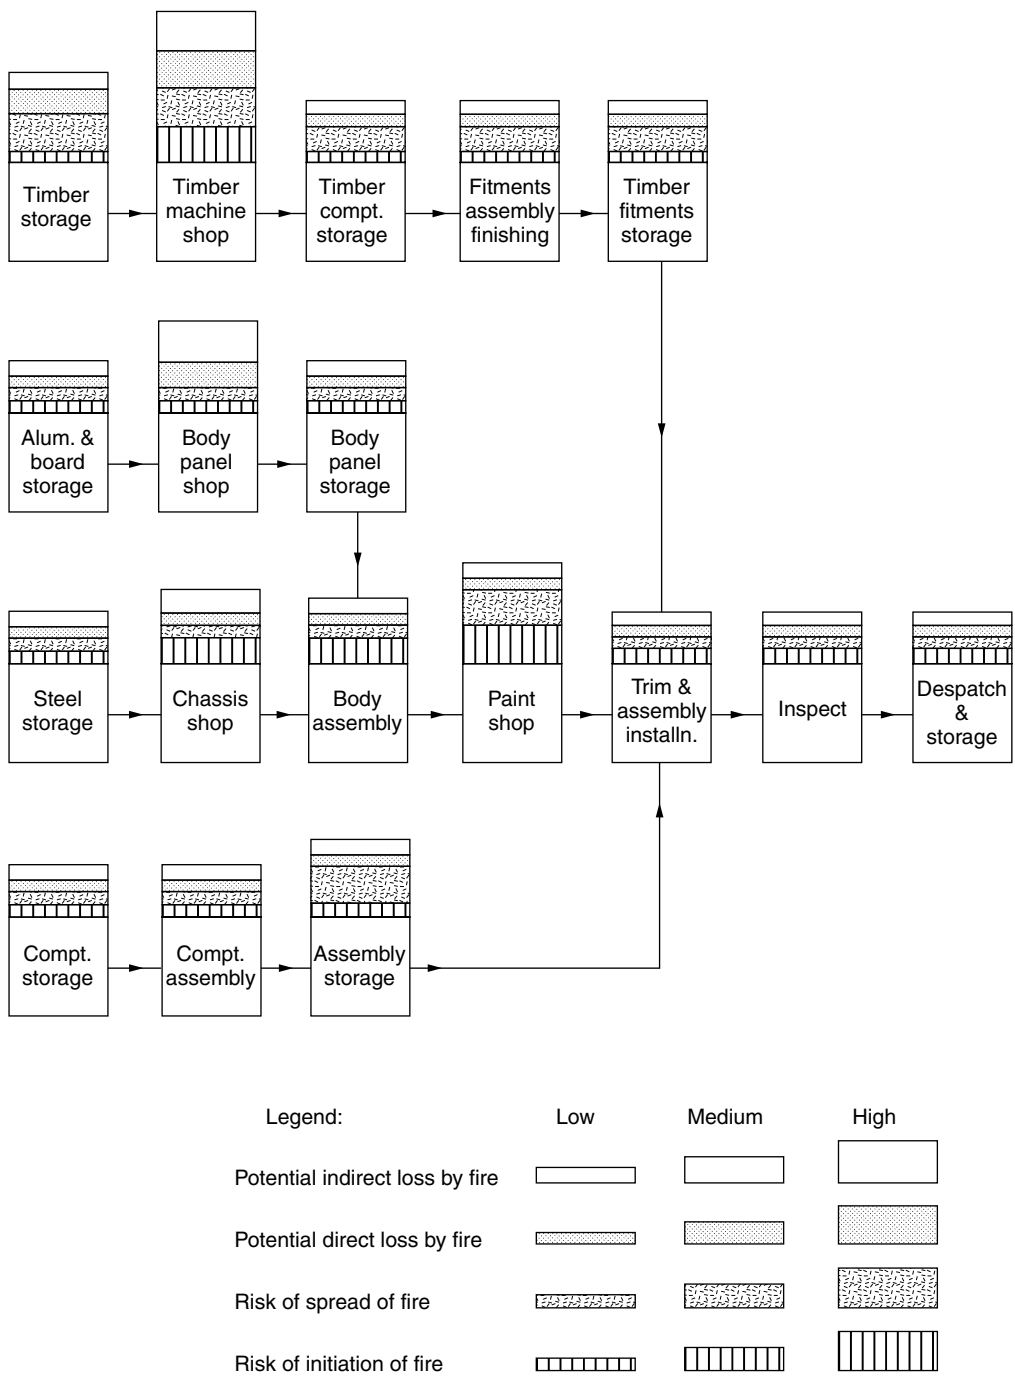 Timber
storage
Timber
machine
shop
Timber
compt.
storage
Fitments
assembly
finishing
Timber
fitments
storage
Alum. &
board
storage
Body
panel
shop
Body
panel
storage
Steel
storage
Chassis
shop
Body
assembly
Paint
shop
Trim &
assembly
installn.
Inspect
Despatch
&
storage
Compt.
storage
Compt.
assembly
Assembly
storage
Legend: Low Medium High
Potential indirect loss by fire
Potential direct loss by fire
Risk of spread of fire
Risk of initiation of fire